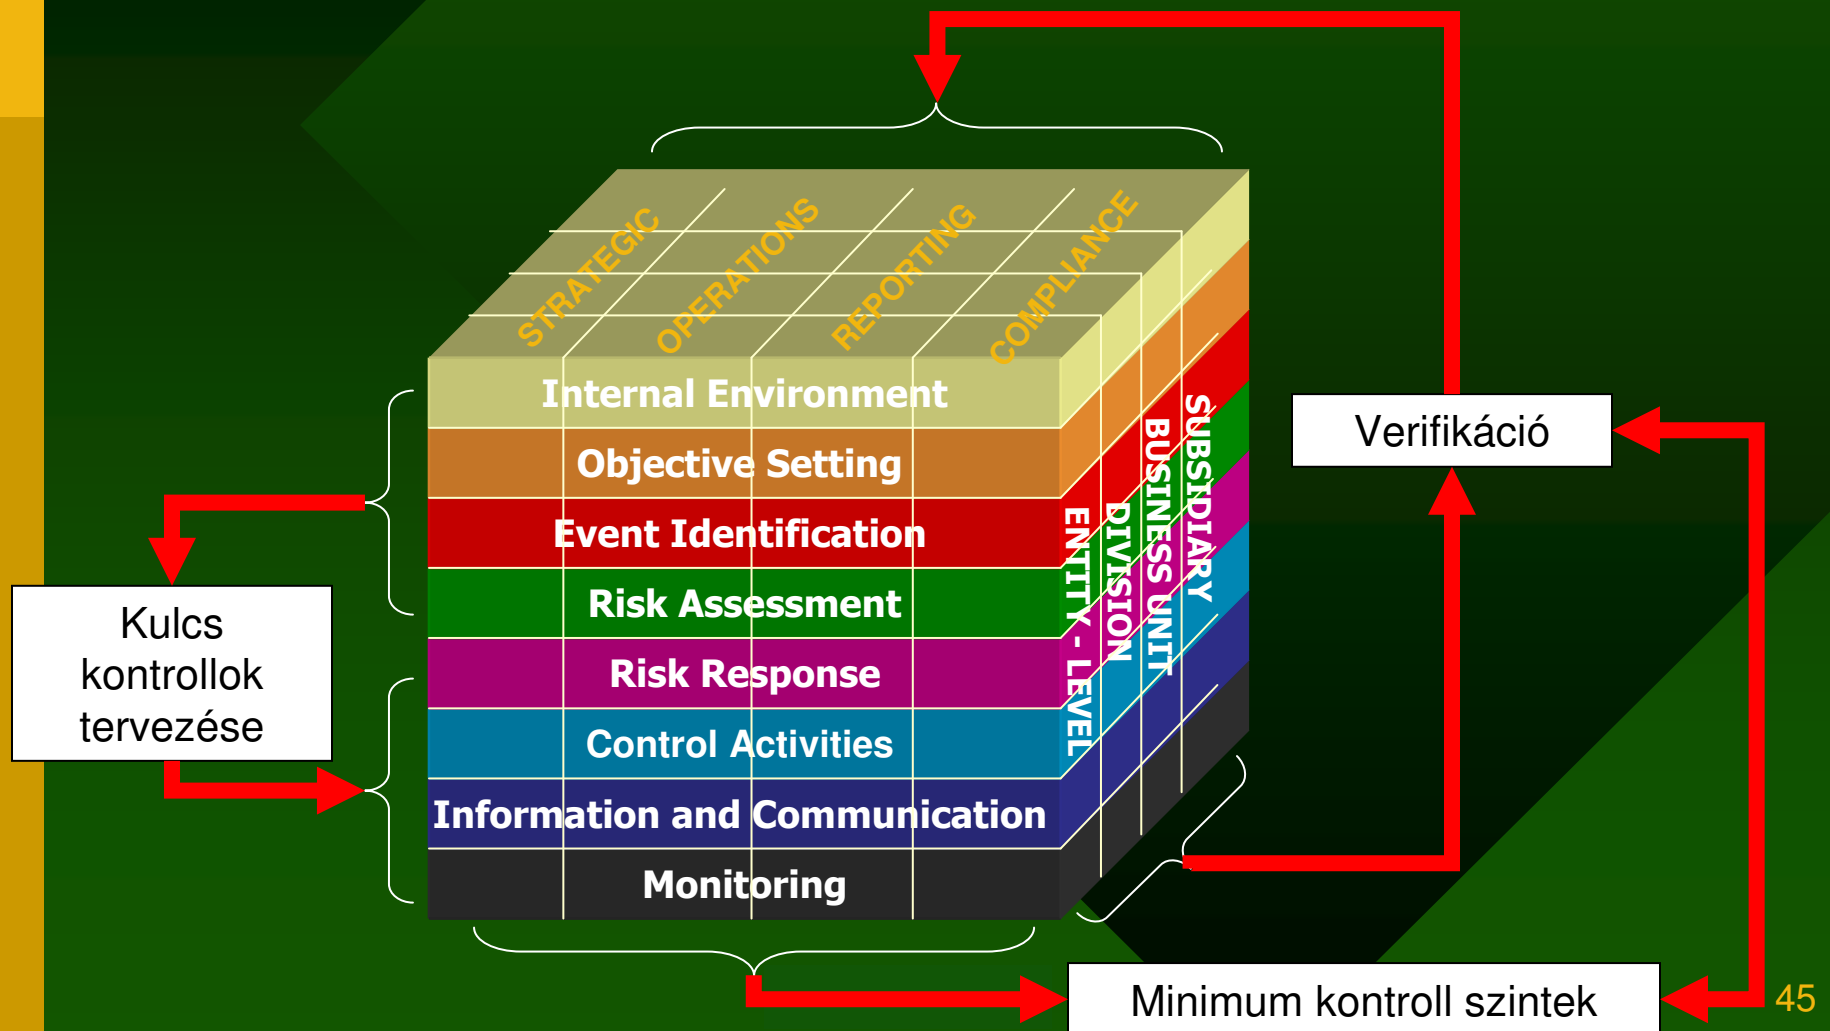 STRATEGIC
OPERATIONS
REPORTING
COMPLIANCE
Internal Environment
Objective Setting
Event Identification
Risk Assessment
Risk Response
Control Activities
Information and Communication
Monitoring
ENTITY - LEVEL
DIVISION
BUSINESS UNIT
SUBSIDIARY
Kulcs
kontrollok
tervezése
Verifikáció
Minimum kontroll szintek
45